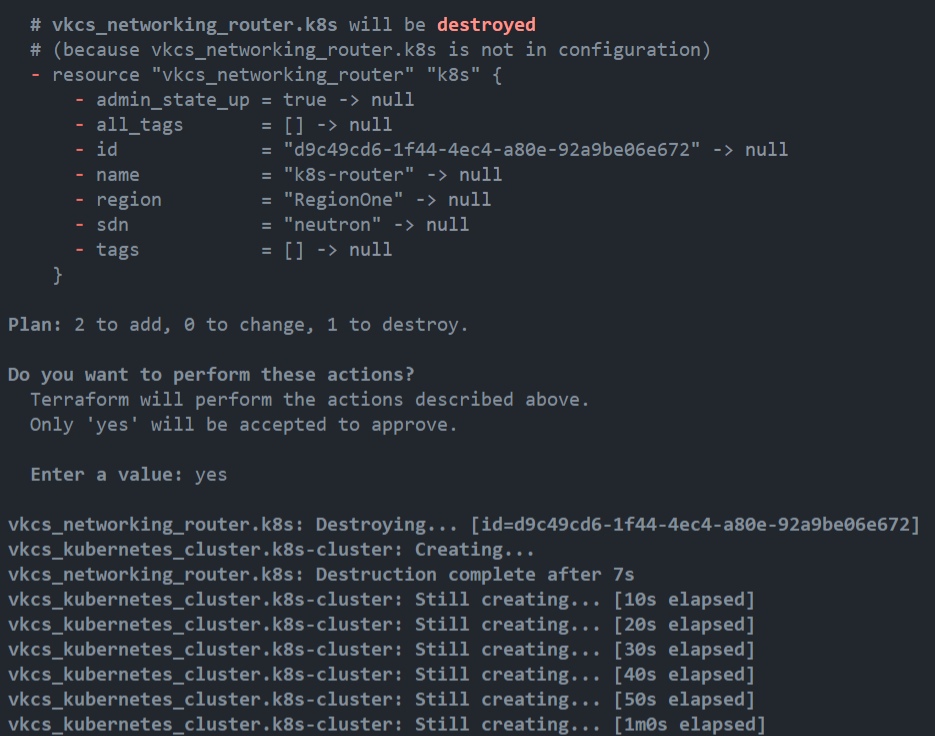 # vkcs_networking_router.k8s will be destroyed
# (because vkcs_networking_router.k8s is not in configuration)
- resource "vkcs_networking_router" "k8s" {
- admin_state_up = true -> null
- all_tags = [] -> null
- id = "d9c49cd6-1f44-4ec4-a80e-92a9be06e672" -> null
- name = "k8s-router" -> null
- region = "RegionOne" -> null
- sdn = "neutron" -> null
- tags = [] -> null
}
Plan: 2 to add, 0 to change, 1 to destroy.
Do you want to perform these actions?
Terraform will perform the actions described above.
Only 'yes' will be accepted to approve.
Enter a value: yes
vkcs_networking_router.k8s: Destroying... [id=d9c49cd6-1f44-4ec4-a80e-92a9be06e672]
vkcs_kubernetes_cluster.k8s-cluster: Creating...
vkcs_networking_router.k8s: Destruction complete after 7s
vkcs_kubernetes_cluster.k8s-cluster: Still creating... [10s elapsed]
vkcs_kubernetes_cluster.k8s-cluster: Still creating... [20s elapsed]
vkcs_kubernetes_cluster.k8s-cluster: Still creating... [30s elapsed]
vkcs_kubernetes_cluster.k8s-cluster: Still creating... [40s elapsed]
vkcs_kubernetes_cluster.k8s-cluster: Still creating... [50s elapsed]
vkcs_kubernetes_cluster.k8s-cluster: Still creating... [1m0s elapsed]